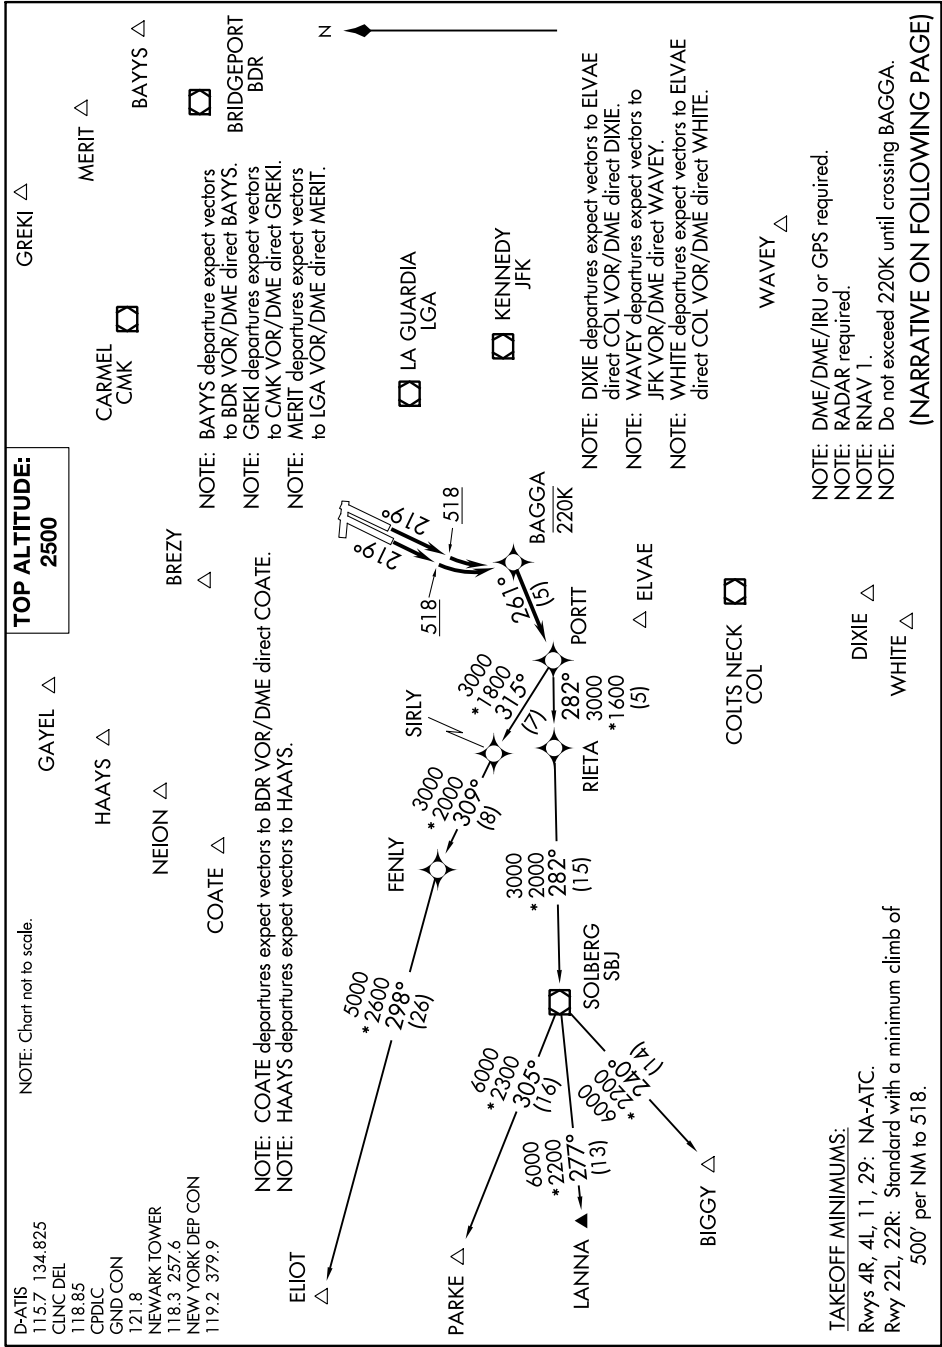 D-ATIS
115.7 134.825
CLNC DEL
118.85
CPDLC
GND CON
121.8
NEWARK TOWER
118.3 257.6
NEW YORK DEP CON
119.2 379.9
NOTE: Chart not to scale.
TOP ALTITUDE:
2500
GAYEL
HAAYS
NEION
COATE
BREZY
CARMEL
CMK
GREKI
MERIT
BAYYS
BRIDGEPORT
BDR
N
NOTE: COATE departures expect vectors to BDR VOR/DME direct COATE.
NOTE: HAAYS departures expect vectors to HAAYS.
NOTE: BAYYS departure expect vectors
to BDR VOR/DME direct BAYYS.
NOTE: GREKI departures expect vectors
to CMK VOR/DME direct GREKI.
NOTE: MERIT departures expect vectors
to LGA VOR/DME direct MERIT.
LA GUARDIA
LGA
KENNEDY
JFK
ELIOT
5000
*2600
298°
(26)
FENLY
3000
*2000
309°
(8)
SIRLY
3000
*1800
315°
(7)
219°
219°
518
518
BAGGA
220K
261°
(5)
PORTT
282°
3000
*1600
(5)
RIETA
3000
*2000
282°
(15)
SOLBERG
SBJ
PARKE
6000
*2300
305°
(16)
LANNA
6000
*2200
277°
(13)
BIGGY
6000
*2200
240°
(14)
ELVAE
COLTS NECK
COL
DIXIE
WHITE
WAVEY
NOTE: DIXIE departures expect vectors to ELVAE
direct COL VOR/DME direct DIXIE.
NOTE: WAVEY departures expect vectors to
JFK VOR/DME direct WAVEY.
NOTE: WHITE departures expect vectors to ELVAE
direct COL VOR/DME direct WHITE.
NOTE: DME/DME/IRU or GPS required.
NOTE: RADAR required.
NOTE: RNAV 1.
NOTE: Do not exceed 220K until crossing BAGGA.
(NARRATIVE ON FOLLOWING PAGE)
TAKEOFF MINIMUMS:
Rwys 4R, 4L, 11, 29: NA-ATC.
Rwy 22L, 22R: Standard with a minimum climb of
500' per NM to 518.